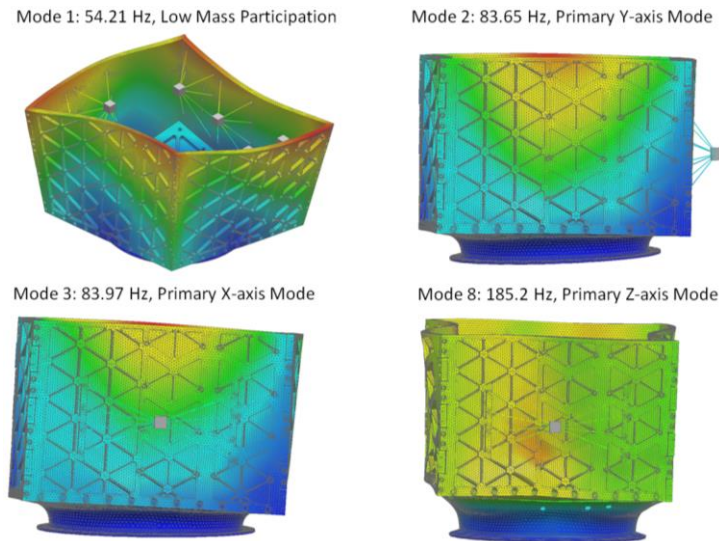 Mode 1: 54.21 Hz, Low Mass Participation
Mode 2: 83.65 Hz, Primary Y-axis Mode
Mode 3: 83.97 Hz, Primary X-axis Mode
Mode 8: 185.2 Hz, Primary Z-axis Mode